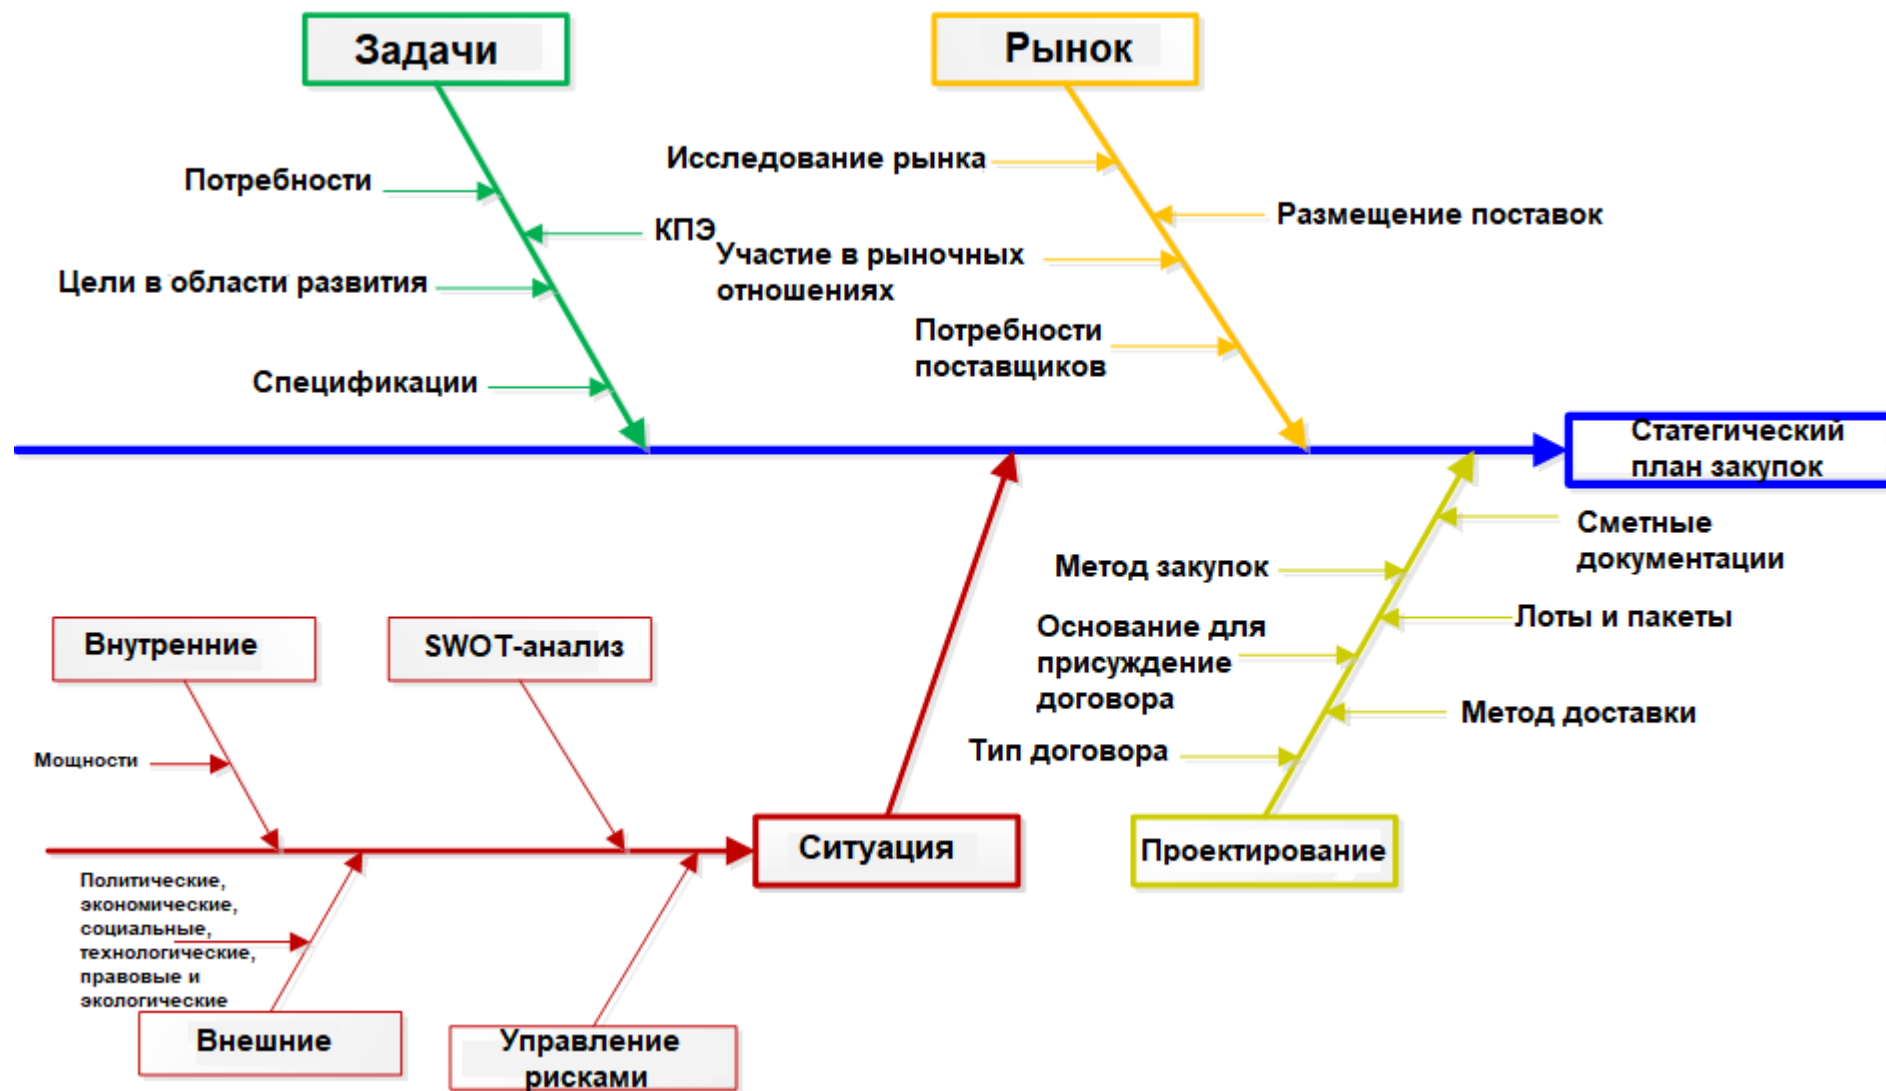 Задачи
Рынок
Исследование рынка
Потребности
Размещение поставок
КПЭ
Участие в рыночных
отношениях
Цели в области развития
Потребности
поставщиков
Спецификации
Статегический
план закупок
Сметные
документации
Метод закупок
Лоты и пакеты
Основание для
присуждение
договора
Метод доставки
Тип договора
Внутренние
SWOT-анализ
Мощности
Ситуация
Проектирование
Политические,
экономические,
социальные,
технологические,
правовые и
экологические
Внешние
Управление
рисками